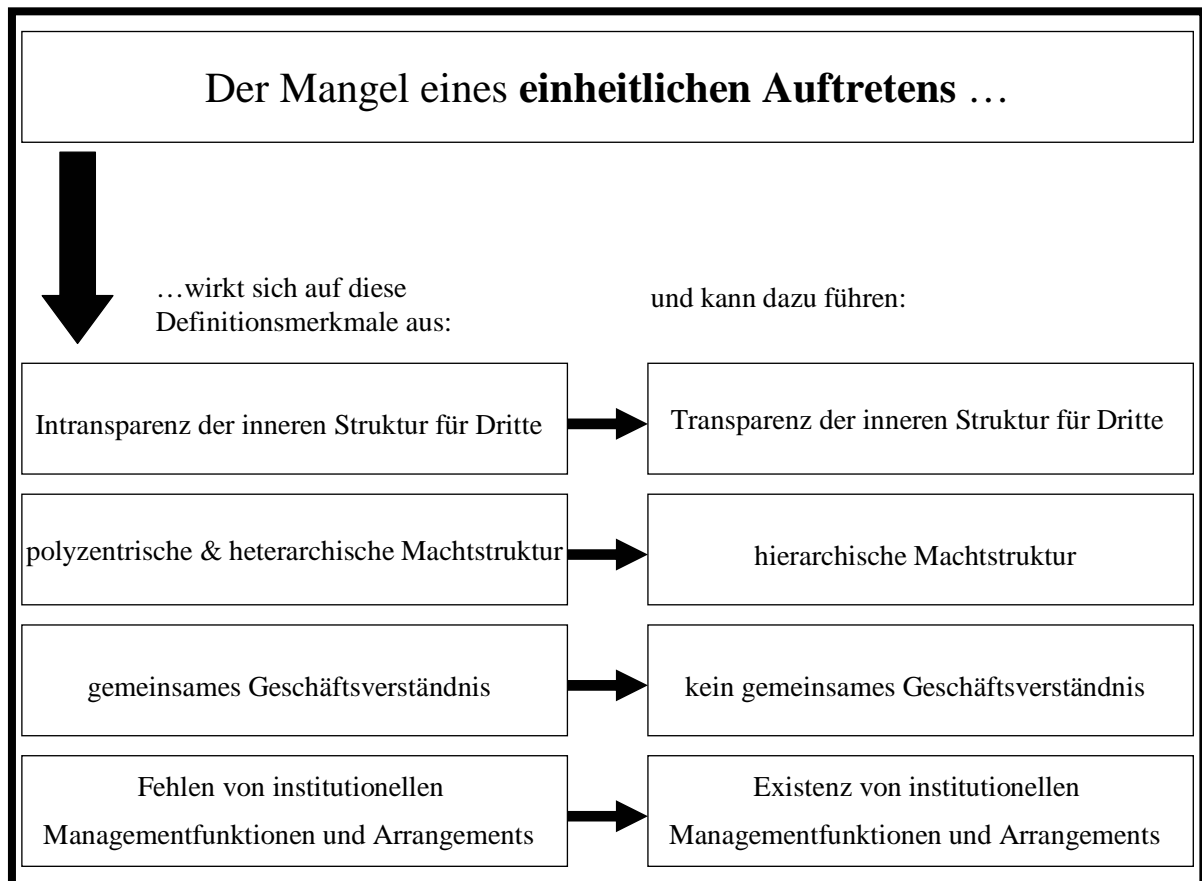 Der Mangel eines einheitlichen Auftretens …
…wirkt sich auf diese
Definitionsmerkmale aus:
und kann dazu führen:
Intransparenz der inneren Struktur für Dritte
Transparenz der inneren Struktur für Dritte
polyzentrische & heterarchische Machtstruktur
hierarchische Machtstruktur
gemeinsames Geschäftsverständnis
kein gemeinsames Geschäftsverständnis
Fehlen von institutionellen
Managementfunktionen und Arrangements
Existenz von institutionellen
Managementfunktionen und Arrangements